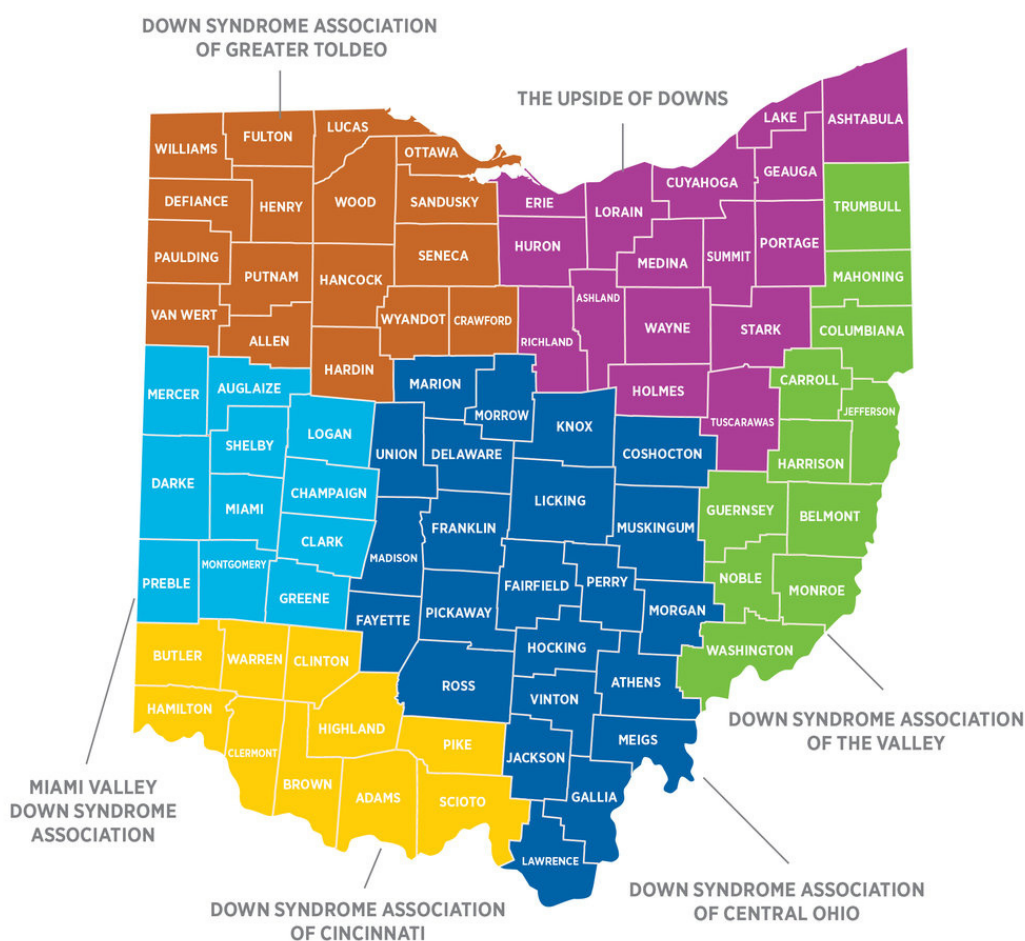 DOWN SYNDROME ASSOCIATION
OF GREATER TOLDEO
THE UPSIDE OF DOWNS
LAKE
ASHTABULA
LUCAS
FULTON
WILLIAMS
OTTAWA
GEAUGA
CUYAHOGA
DEFIANCE
HENRY
WOOD
SANDUSKY
ERIE
LORAIN
TRUMBULL
PAULDING
PUTNAM
HANCOCK
SENECA
HURON
MEDINA
SUMMIT
PORTAGE
MAHONING
VAN WERT
ALLEN
WYANDOT
CRAWFORD
RICHLAND
ASHLAND
WAYNE
STARK
COLUMBIANA
HARDIN
MERCER
AUGLAIZE
MARION
MORROW
HOLMES
TUSCARAWAS
CARROLL
JEFFERSON
LOGAN
SHELBY
UNION
DELAWARE
KNOX
COSHOCTON
HARRISON
DARKE
MIAMI
CHAMPAIGN
LICKING
GUERNSEY
BELMONT
CLARK
MADISON
FRANKLIN
MUSKINGUM
PREBLE
MONTGOMERY
GREENE
FAIRFIELD
PERRY
NOBLE
MONROE
FAYETTE
PICKAWAY
MORGAN
HOCKING
WASHINGTON
BUTLER
WARREN
CLINTON
ROSS
VINTON
ATHENS
HAMILTON
CLERMONT
HIGHLAND
PIKE
JACKSON
MEIGS
BROWN
ADAMS
SCIOTO
GALLIA
LAWRENCE
DOWN SYNDROME ASSOCIATION
OF THE VALLEY
MIAMI VALLEY
DOWN SYNDROME
ASSOCIATION
DOWN SYNDROME ASSOCIATION
OF CENTRAL OHIO
DOWN SYNDROME ASSOCIATION
OF CINCINNATI